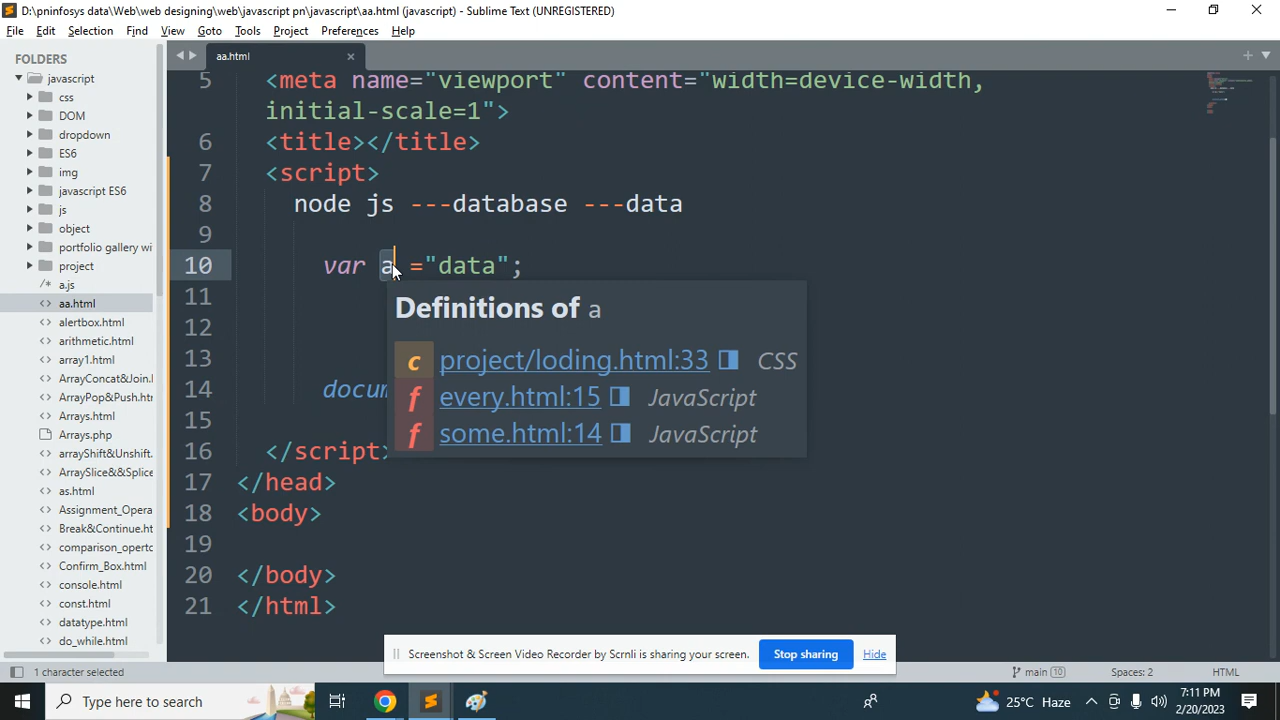 D:\pninfosys data\Web\web designing\web\javascript pn\javascript\aa.html (javascript) - Sublime Text (UNREGISTERED)
File Edit Selection Find View Goto Tools Project Preferences Help
FOLDERS
javascript
css
DOM
dropdown
ES6
img
javascript ES6
js
object
portfolio gallery wi
project
a.js
aa.html
alertbox.html
arithmetic.html
array1.html
ArrayConcat&Join.
ArrayPop&Push.htr
Arrays.html
Arrays.php
arrayShift&Unshift.
ArraySlice&&Splice
as.html
Assignment_Opera
Break&Continue.ht
comparison_operto
Confirm_Box.html
console.html
const.html
datatype.html
do_while.html
aa.html
5 <meta name="viewport" content="width=device-width,
initial-scale=1">
6 <title></title>
7 <script>
8 node js ---database ---data
9
10 var a ="data";
11
12
13
14 docum
15
16 </script>
17 </head>
18 <body>
19
20 </body>
21 </html>
Definitions of a
c project/loding.html:33 CSS
f every.html:15 JavaScript
f some.html:14 JavaScript
Screenshot & Screen Video Recorder by Scrnli is sharing your screen. Stop sharing Hide
1 character selected main 10 Spaces: 2 HTML
Type here to search 25°C Haze 7:11 PM
2/20/2023